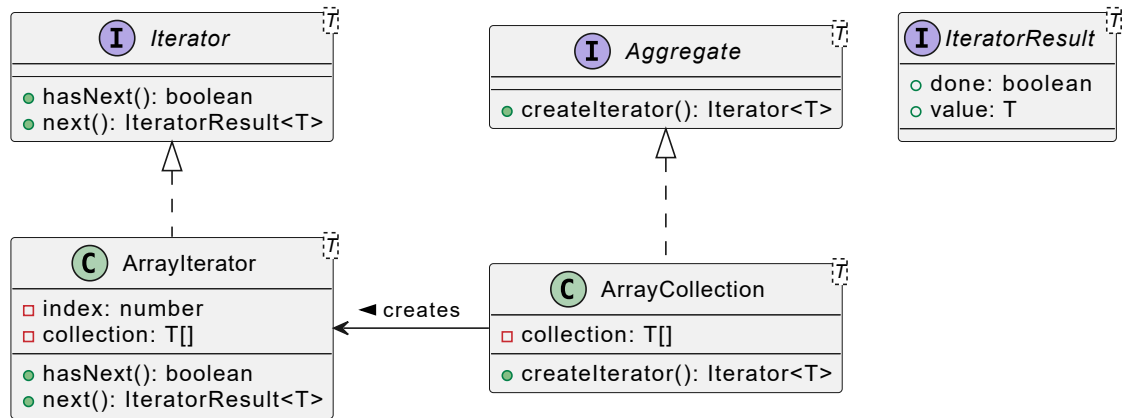 I Iterator T
hasNext(): boolean
next(): IteratorResult<T>
I Aggregate T
createIterator(): Iterator<T>
I IteratorResult T
done: boolean
value: T
C ArrayIterator T
index: number
collection: T[]
hasNext(): boolean
next(): IteratorResult<T>
◄ creates
C ArrayCollection T
collection: T[]
createIterator(): Iterator<T>